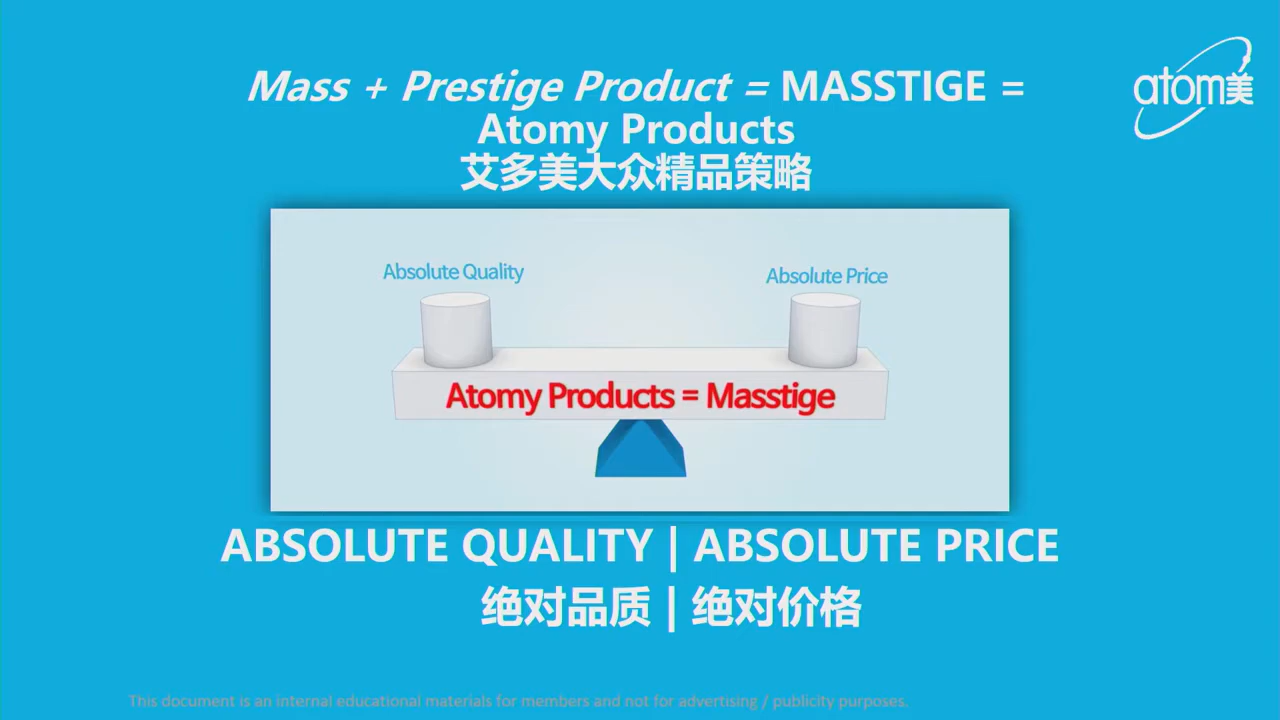 Mass + Prestige Product = MASSTIGE =
atom美
Atomy Products
艾多美大众精品策略
Absolute Quality
Absolute Price
Atomy Products = Masstige
ABSOLUTE QUALITY | ABSOLUTE PRICE
绝对品质 | 绝对价格
This document is an internal educational materials for members and not for advertising / publicity purposes.